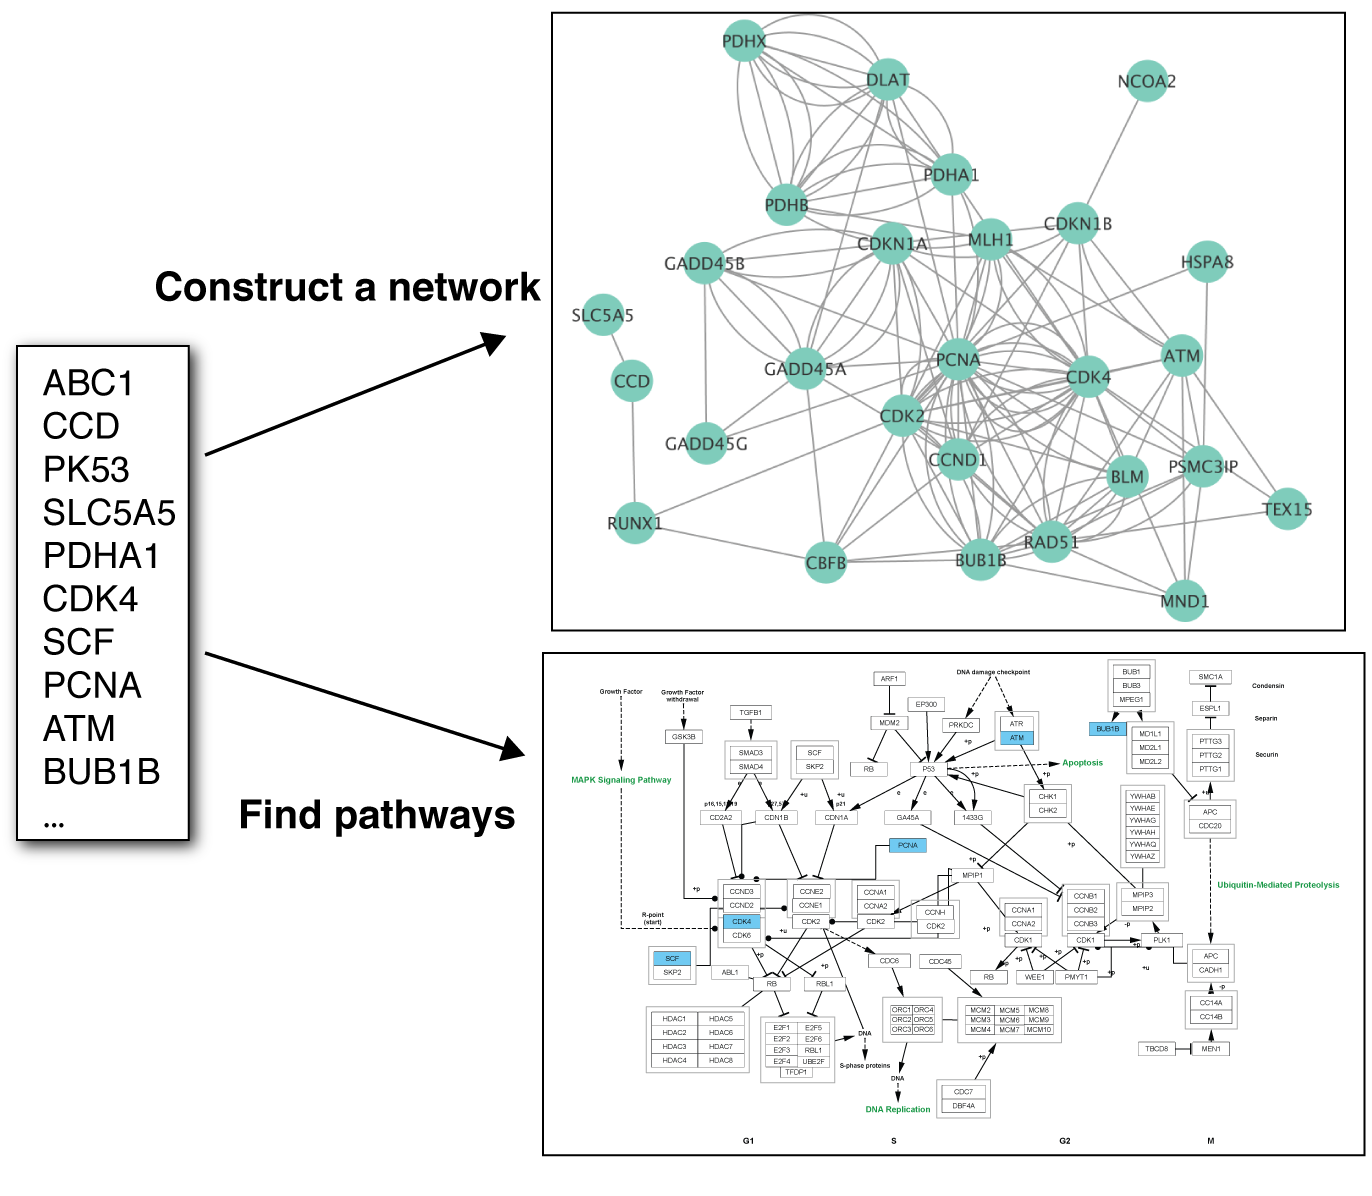 Construct a network
Find pathways
ABC1
CCD
PK53
SLC5A5
PDHA1
CDK4
SCF
PCNA
ATM
BUB1B
...
PDHX
DLAT
NCOA2
PDHA1
PDHB
CDKN1B
CDKN1A
MLH1
GADD45B
HSPA8
SLC5A5
PCNA
ATM
GADD45A
CDK4
CCD
CDK2
GADD45G
CCND1
PSMC3IP
BLM
TEX15
RUNX1
RAD51
CBFB
BUB1B
MND1
Growth Factor
Growth Factor
withdrawal
GSK3B
MAPK Signaling Pathway
TGFB1
SMAD3
SMAD4
SCF
SKP2
ARF1
MDM2
RB
EP300
P53
DNA damage checkpoint
PRKDC
ATR
ATM
+p
+p
+p
Apoptosis
BUB1
BUB3
MPEG1
BUB1B
MD1L1
MD2L1
MD2L2
SMC1A
ESPL1
PTTG3
PTTG2
PTTG1
Condensin
Separin
Securin
+u
+u
p21
e
e
e
CD2A2
CDN1B
CDN1A
GA45A
1433G
CHK1
CHK2
YWHAB
YWHAE
YWHAG
YWHAH
YWHAQ
YWHAZ
APC
CDC20
+u
PCNA
+p
+p
MPIP1
Ubiquitin-Mediated Proteolysis
+p
R-point
(start)
CCND3
CCND2
CDK4
CDK6
CCNE2
CCNE1
CDK2
CCNA1
CCNA2
CDK2
CCNH
CDK2
CCNA1
CCNA2
CDK1
CCNB1
CCNB2
CCNB3
CDK1
MPIP3
MPIP2
-p
PLK1
+u
+p
+p
+p
+p
+p
+p
+p
+p
+p
+u
SCF
SKP2
ABL1
RB
RBL1
CDC6
CDC45
RB
WEE1
PMYT1
APC
CADH1
-p
CC14A
CC14B
TBCD8
MEN1
HDAC1
HDAC5
HDAC2
HDAC6
HDAC3
HDAC7
HDAC4
HDAC8
E2F1
E2F5
E2F2
E2F6
E2F3
RBL1
E2F4
UBE2F
TFDP1
DNA
S-phase proteins
ORC1
ORC4
ORC2
ORC5
ORC3
ORC6
MCM2
MCM5
MCM8
MCM3
MCM6
MCM9
MCM4
MCM7
MCM10
+p
DNA
DNA Replication
CDC7
DBF4A
G1
S
G2
M